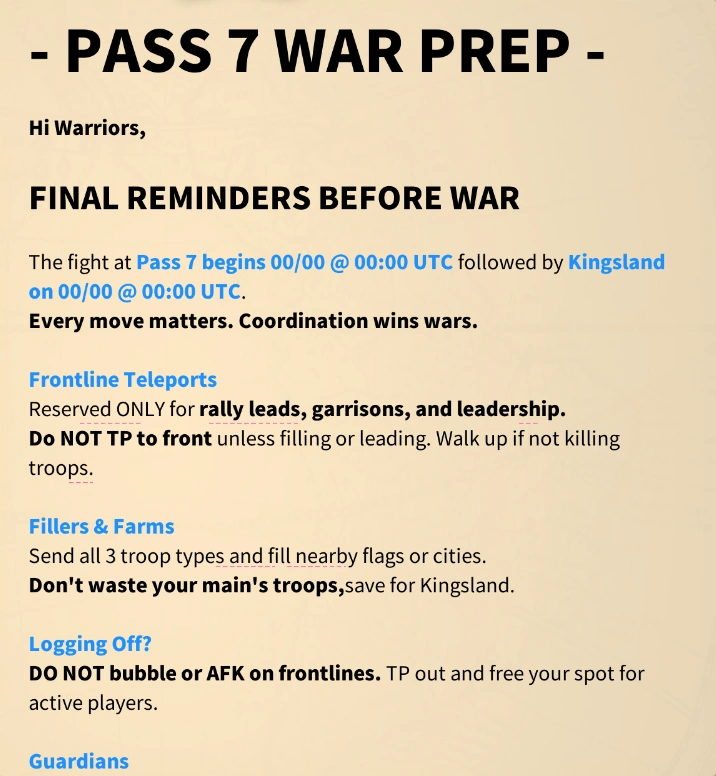 - PASS 7 WAR PREP -
Hi Warriors,
FINAL REMINDERS BEFORE WAR
The fight at Pass 7 begins 00/00 @ 00:00 UTC followed by Kingsland
on 00/00 @ 00:00 UTC.
Every move matters. Coordination wins wars.
Frontline Teleports
Reserved ONLY for rally leads, garrisons, and leadership.
Do NOT TP to front unless filling or leading. Walk up if not killing
troops.
Fillers & Farms
Send all 3 troop types and fill nearby flags or cities.
Don't waste your main's troops,save for Kingsland.
Logging Off?
DO NOT bubble or AFK on frontlines. TP out and free your spot for
active players.
Guardians